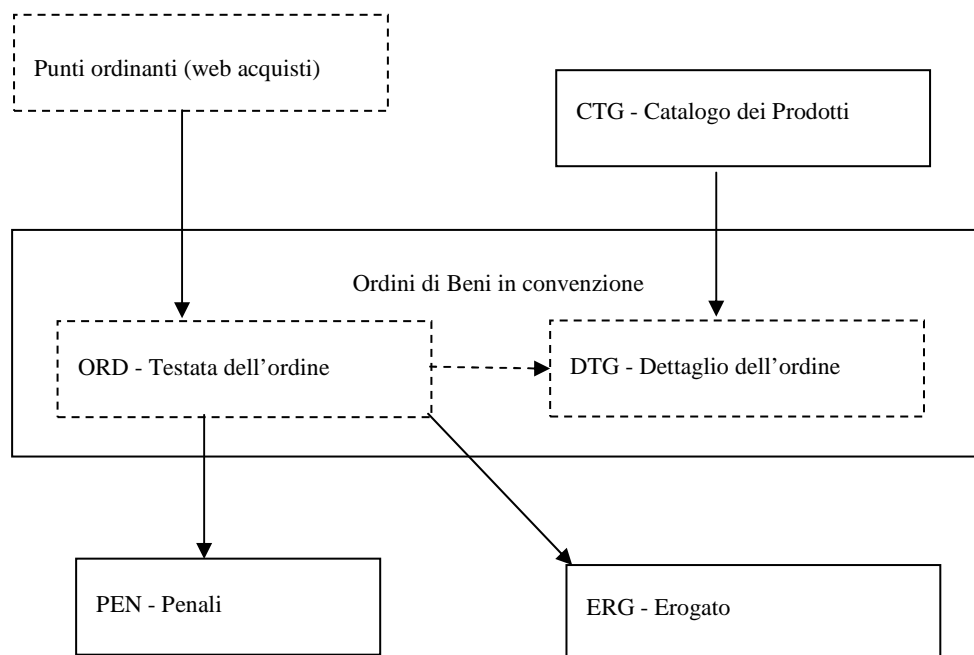 Punti ordinanti (web acquisti)
CTG - Catalogo dei Prodotti
Ordini di Beni in convenzione
ORD - Testata dell’ordine
DTG - Dettaglio dell’ordine
PEN - Penali
ERG - Erogato